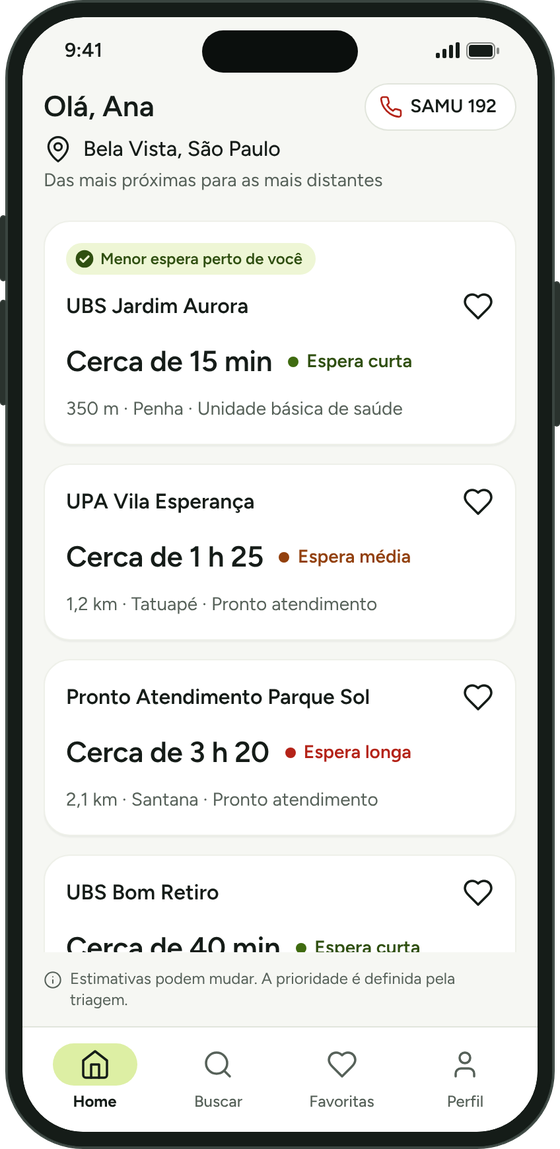 9:41
Olá, Ana
SAMU 192
Bela Vista, São Paulo
Das mais próximas para as mais distantes
Menor espera perto de você
UBS Jardim Aurora
Cerca de 15 min
Espera curta
350 m · Penha · Unidade básica de saúde
UPA Vila Esperança
Cerca de 1 h 25
Espera média
1,2 km · Tatuapé · Pronto atendimento
Pronto Atendimento Parque Sol
Cerca de 3 h 20
Espera longa
2,1 km · Santana · Pronto atendimento
UBS Bom Retiro
Cerca de 40 min
Espera curta
Estimativas podem mudar. A prioridade é definida pela
triagem.
Home
Buscar
Favoritas
Perfil